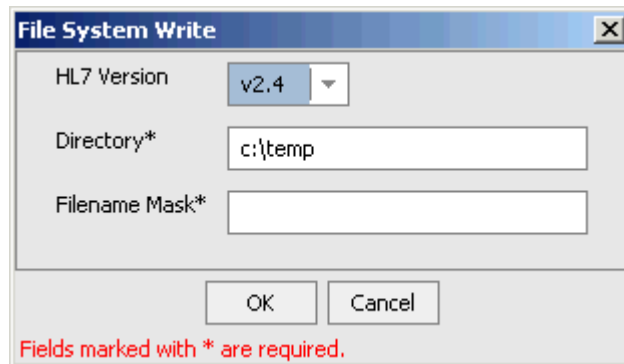 File System Write
HL7 Version
v2.4
Directory*
c:\temp
Filename Mask*
OK
Cancel
Fields marked with * are required.